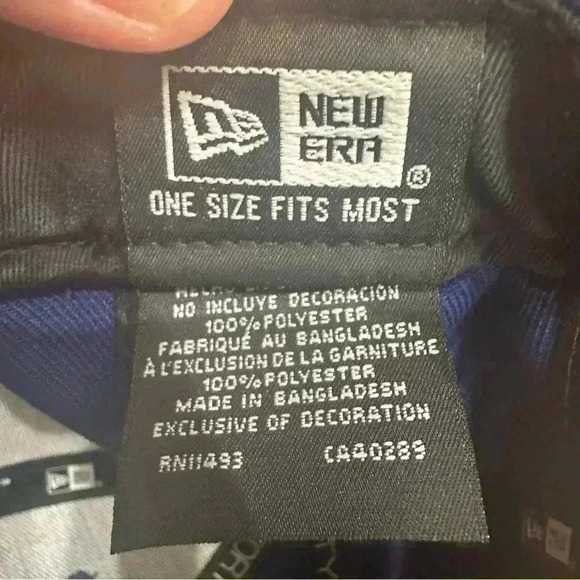 NEW
ERA
®
ONE SIZE FITS MOST
NO INCLUYE DECORACIÓN
100% POLYESTER
FABRIQUÉ AU BANGLADESH
À L'EXCLUSION DE LA GARNITURE
100% POLYESTER
MADE IN BANGLADESH
EXCLUSIVE OF DECORATION
RN11493 CA40289